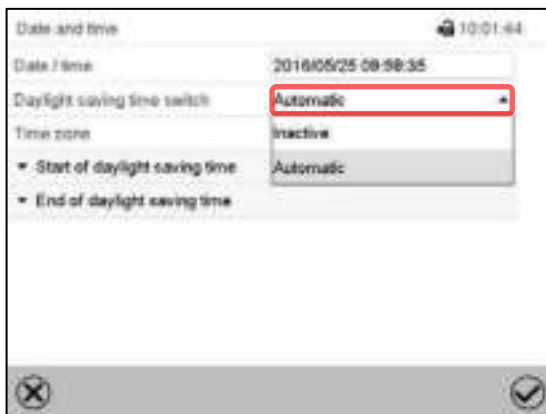 Date and time 10:01:44
Date / time 2016/05/25 09:58:35
Daylight saving time switch Automatic
Time zone Inactive
Start of daylight saving time Automatic
End of daylight saving time